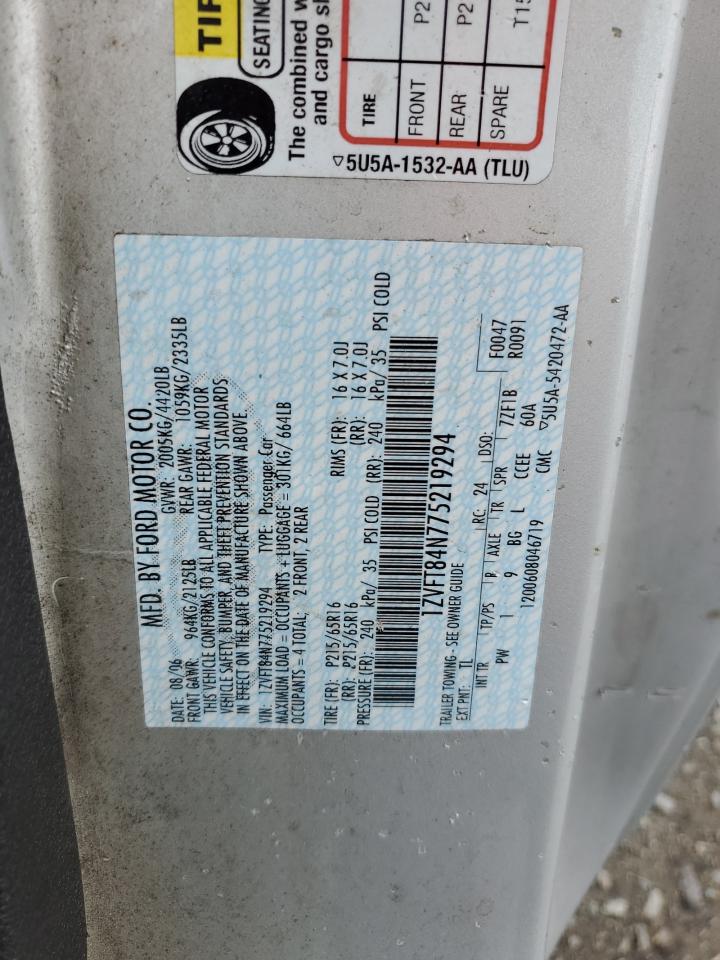 TIR
SEATING
The combined w
and cargo sh
TIRE
FRONT P2
REAR P2
SPARE T15
▽5U5A-1532-AA (TLU)
MFD. BY FORD MOTOR CO.
DATE: 08/06 GVWR: 2005KG/4420LB
FRONT GAWR: 964KG/2125LB REAR GAWR: 1059KG/2335LB
THIS VEHICLE CONFORMS TO ALL APPLICABLE FEDERAL MOTOR
VEHICLE SAFETY, BUMPER, AND THEFT PREVENTION STANDARDS
IN EFFECT ON THE DATE OF MANUFACTURE SHOWN ABOVE.
VIN: 1ZVFT84N775219294 TYPE: Passenger Car
MAXIMUM LOAD = OCCUPANTS + LUGGAGE = 301KG/664LB
OCCUPANTS = 4 TOTAL; 2 FRONT, 2 REAR
TIRE (FR): P215/65R16 RIMS (FR): 16 X 7.0J
(RR): P215/65R16 (RR): 16 X 7.0J
PRESSURE (FR): 240 kPa/ 35 PSI COLD (RR): 240 kPa/ 35 PSI COLD
1ZVFT84N775219294
TRAILER TOWING - SEE OWNER GUIDE
EXT PNT: TL RC: 24 DSO: F0047
INT TR TP/PS R AXLE TR SPR R0091
PW 1 9 BG L CCEE 7ZF1B
60A
1200608046719 CMC ▽5U5A-5420472-AA